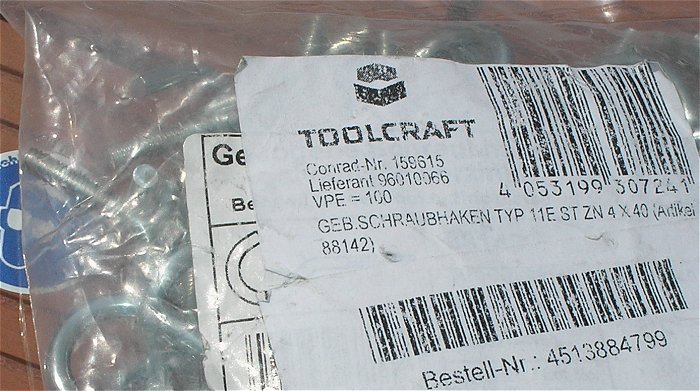 TOOLCRAFT
Conrad-Nr. 159615
Lieferant 96010066
VPE = 100
4 053199 307241
GEB.SCHRAUBHAKEN TYP 11E ST ZN 4 X 40 (Artikel
88142)
Bestell-Nr.: 4513884799
Ge
Be